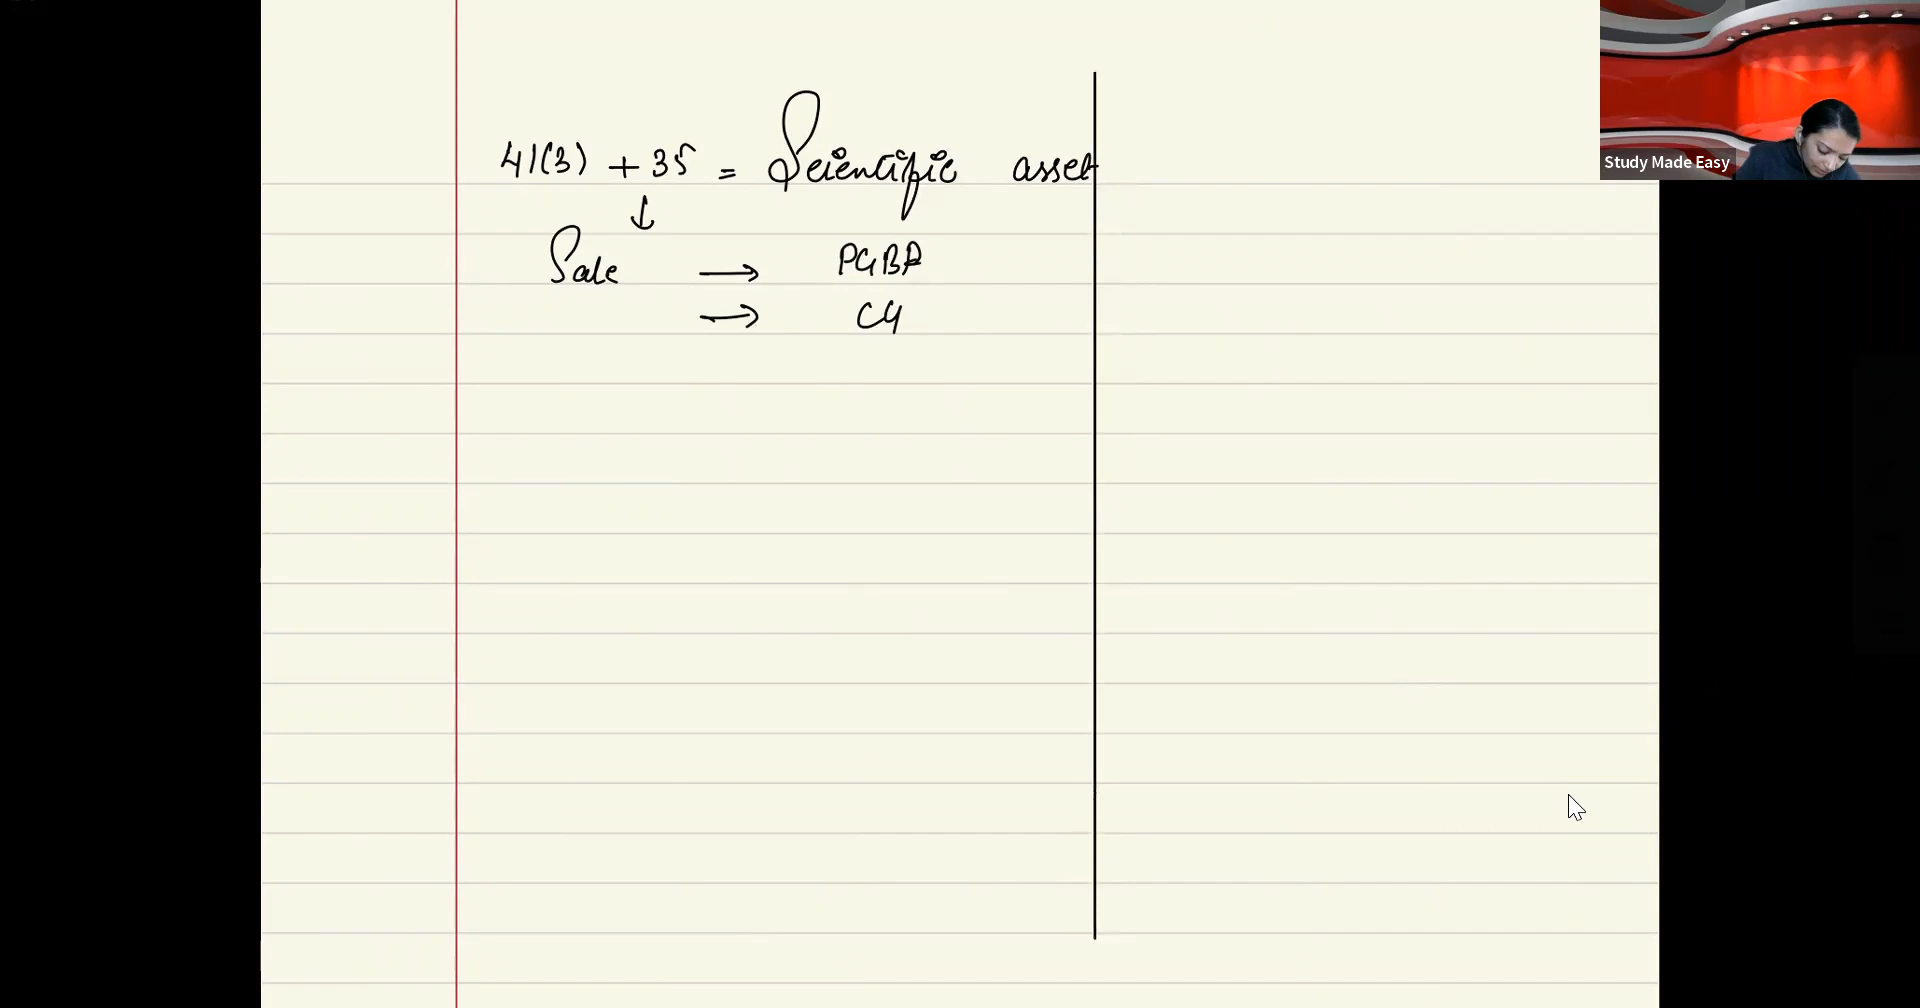 41(3) + 35 = Scientific asset
↓
Sale → PGBP
→ CG
Study Made Easy